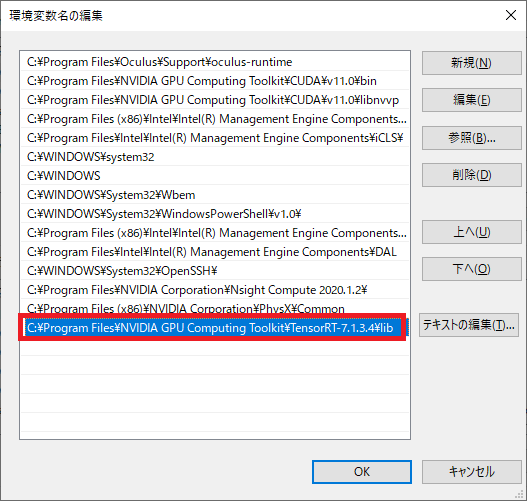 環境変数名の編集
C:¥Program Files¥Oculus¥Support¥oculus-runtime
C:¥Program Files¥NVIDIA GPU Computing Toolkit¥CUDA¥v11.0¥bin
C:¥Program Files¥NVIDIA GPU Computing Toolkit¥CUDA¥v11.0¥libnvvp
C:¥Program Files (x86)¥Intel¥Intel(R) Management Engine Components...
C:¥Program Files¥Intel¥Intel(R) Management Engine Components¥iCLS¥
C:¥WINDOWS¥system32
C:¥WINDOWS
C:¥WINDOWS¥System32¥Wbem
C:¥WINDOWS¥System32¥WindowsPowerShell¥v1.0¥
C:¥Program Files (x86)¥Intel¥Intel(R) Management Engine Components...
C:¥Program Files¥Intel¥Intel(R) Management Engine Components¥DAL
C:¥WINDOWS¥System32¥OpenSSH¥
C:¥Program Files¥NVIDIA Corporation¥Nsight Compute 2020.1.2¥
C:¥Program Files (x86)¥NVIDIA Corporation¥PhysX¥Common
C:¥Program Files¥NVIDIA GPU Computing Toolkit¥TensorRT-7.1.3.4¥lib
新規(N)
編集(E)
参照(B)...
削除(D)
上へ(U)
下へ(O)
テキストの編集(T)...
OK
キャンセル